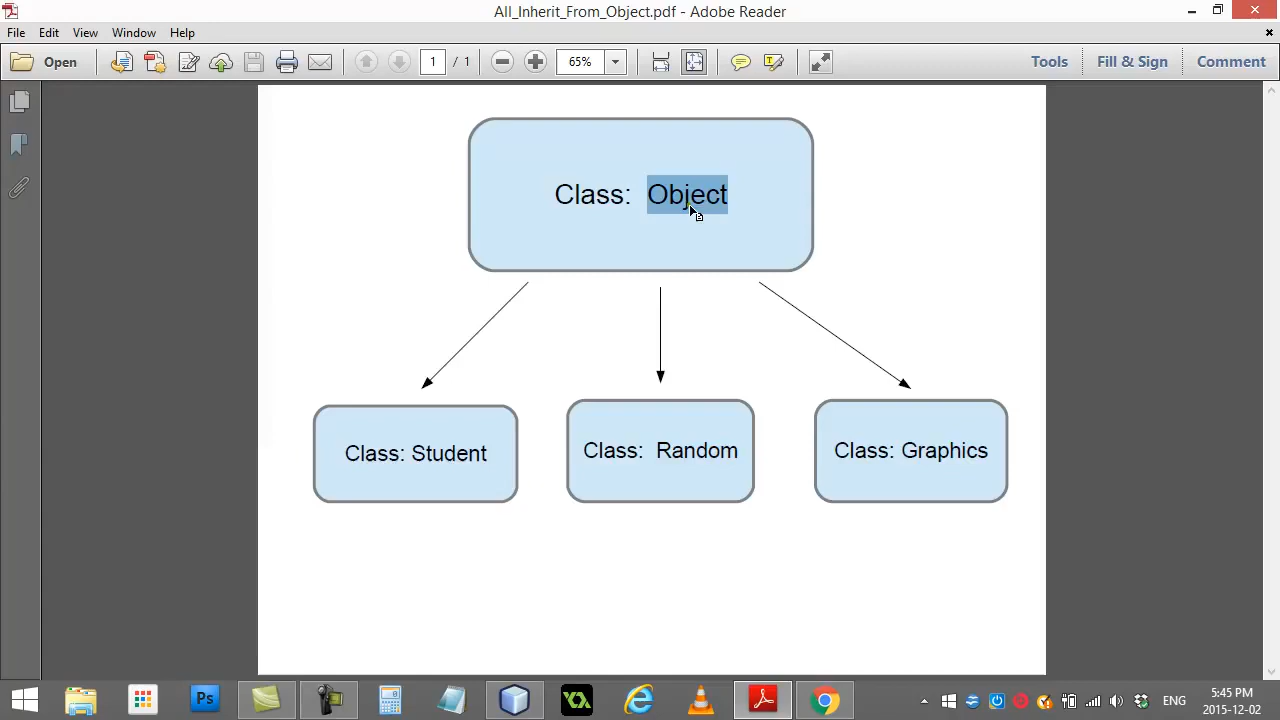 All_Inherit_From_Object.pdf - Adobe Reader
File Edit View Window Help
Open 1 / 1 65% Tools Fill & Sign Comment
Class: Object
Class: Student
Class: Random
Class: Graphics
Ps
ENG
5:45 PM
2015-12-02